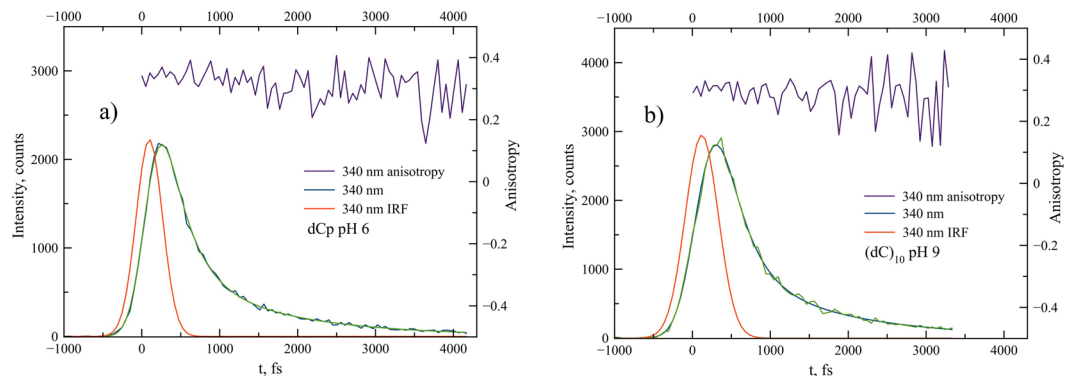 −1000 0 1000 2000 3000 4000
3000
2000
1000
0
Intensity, counts
a)
340 nm anisotropy
340 nm
340 nm IRF
dCp pH 6
0.4
0.2
0
−0.2
−0.4
Anisotropy
−1000 0 1000 2000 3000 4000
t, fs
−1000 0 1000 2000 3000 4000
4000
3000
2000
1000
0
Intensity, counts
b)
340 nm anisotropy
340 nm
340 nm IRF
(dC)₁₀ pH 9
0.4
0.2
0
−0.2
−0.4
Anisotropy
−1000 0 1000 2000 3000 4000
t, fs